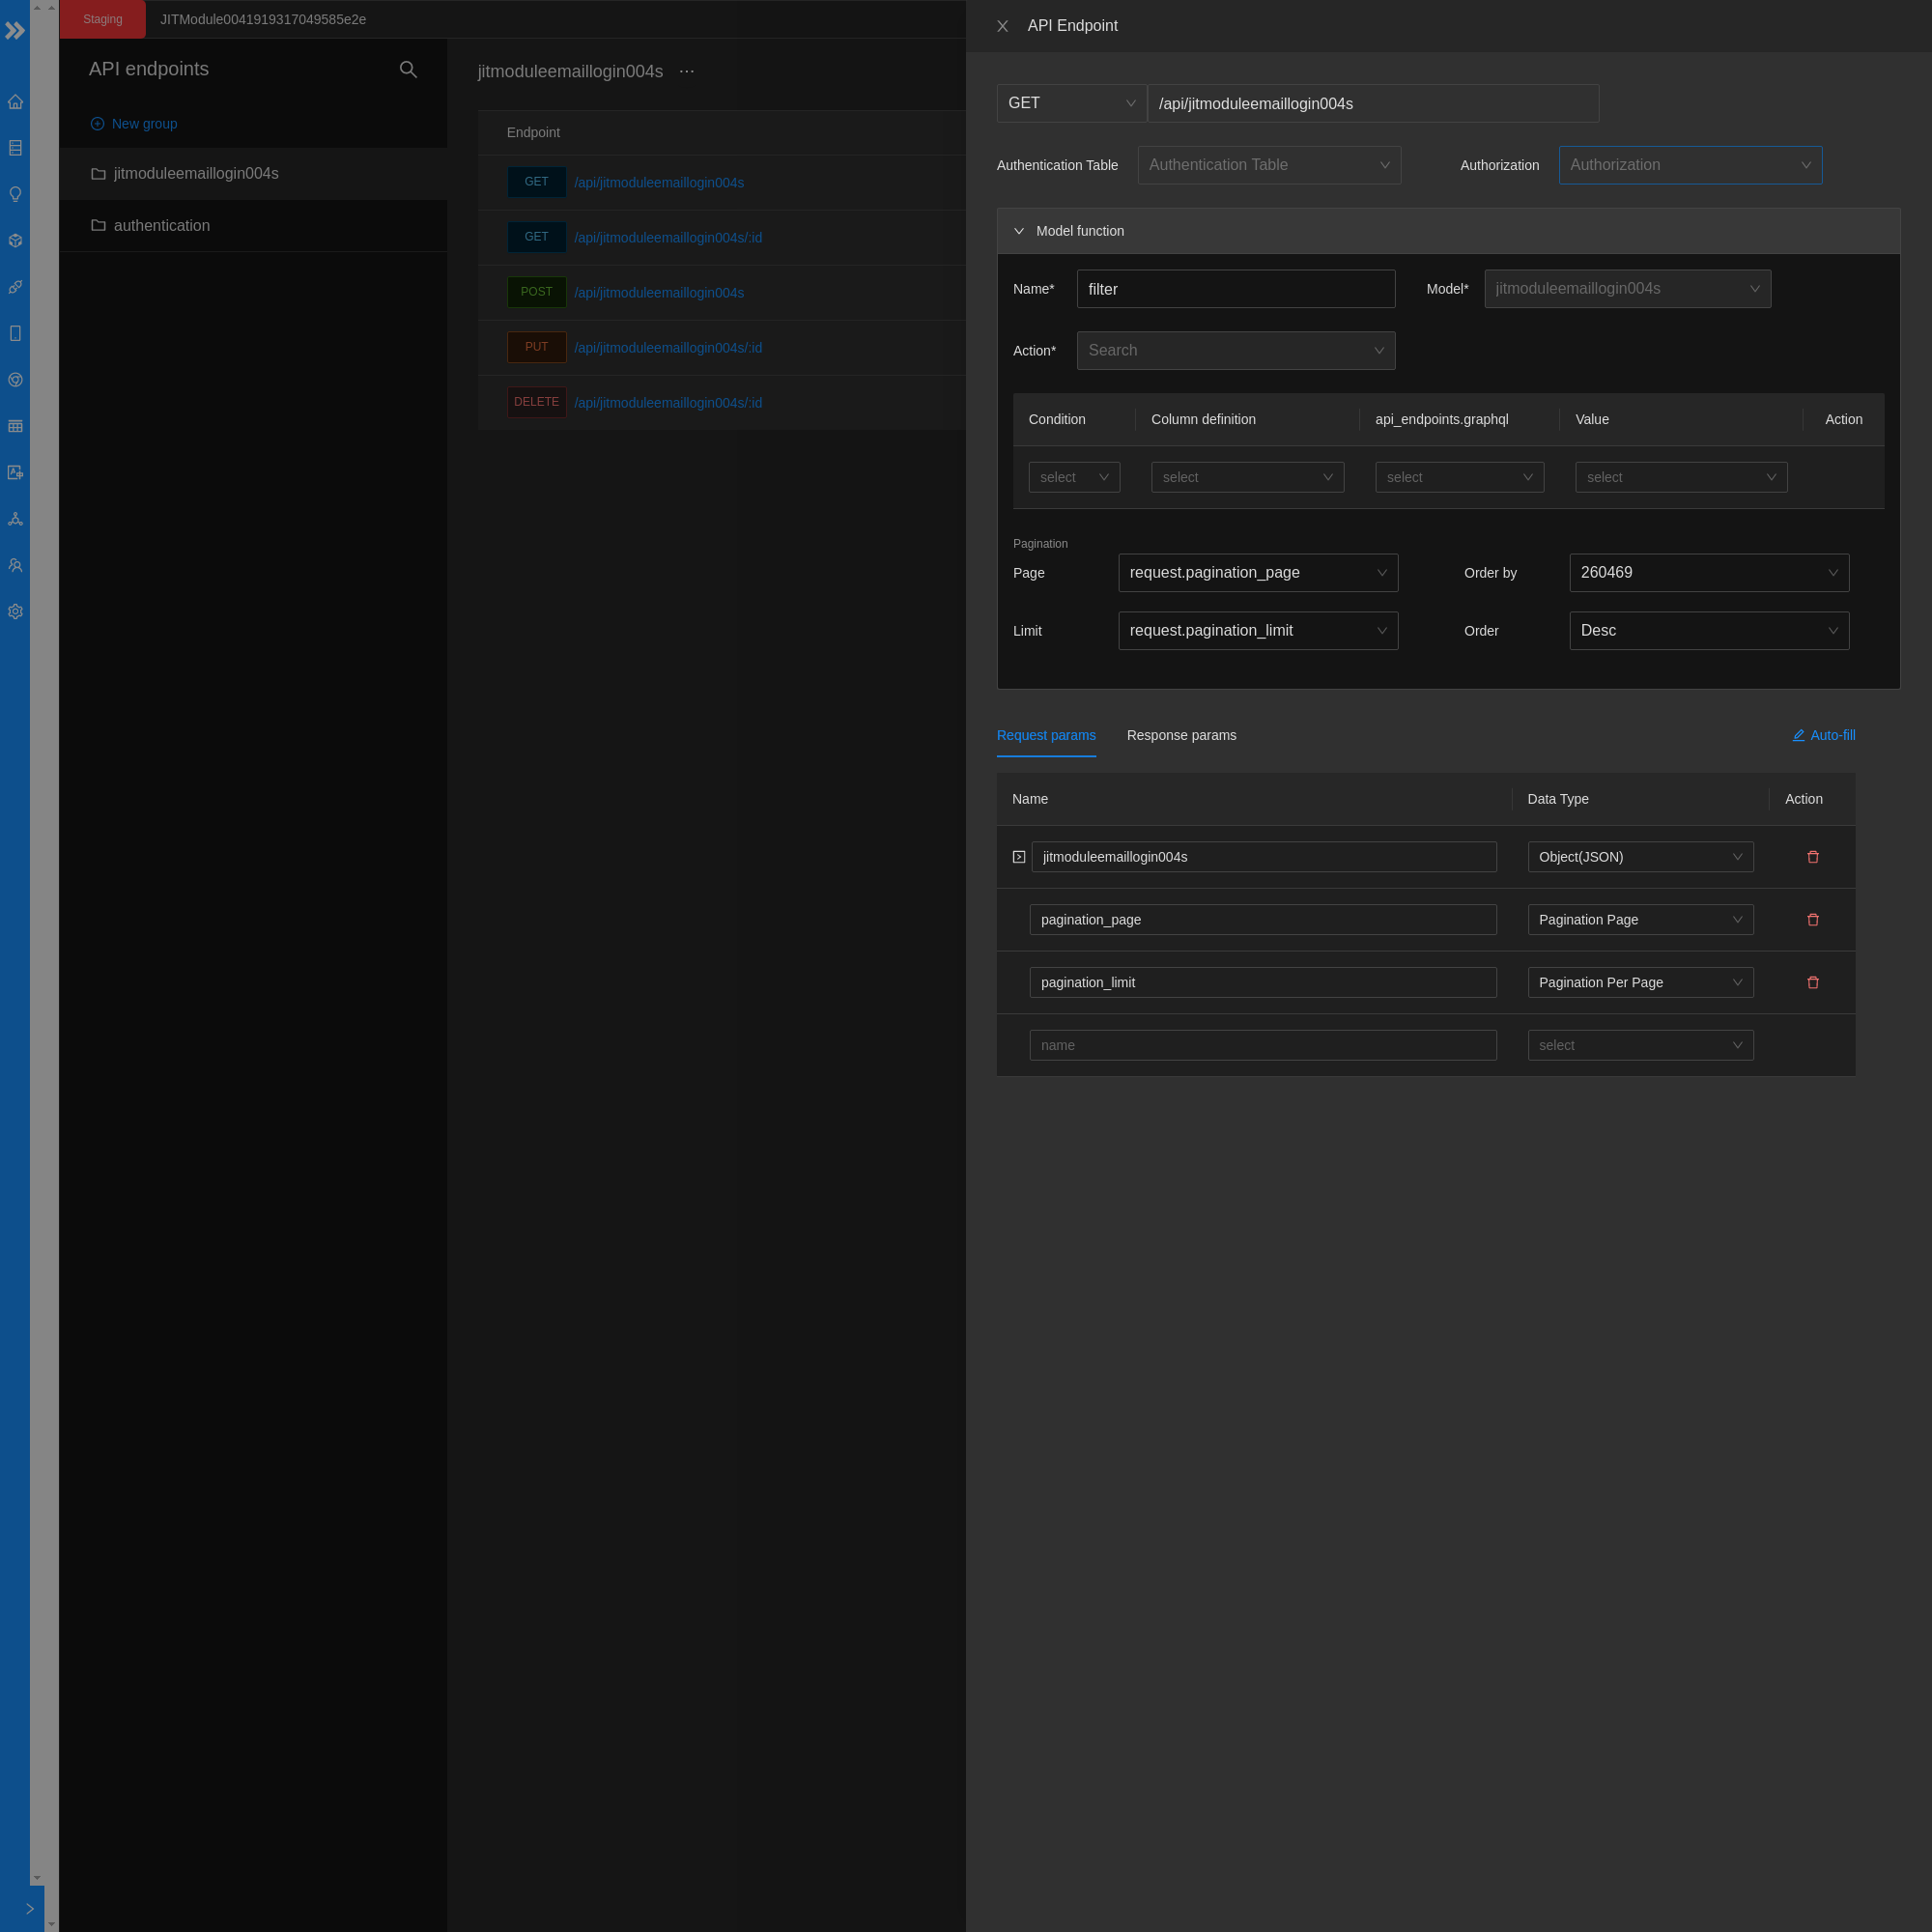 Staging
JITModule0041919317049585e2e
API endpoints
New group
jitmoduleemaillogin004s
authentication
jitmoduleemaillogin004s ...
Endpoint
GET /api/jitmoduleemaillogin004s
GET /api/jitmoduleemaillogin004s/:id
POST /api/jitmoduleemaillogin004s
PUT /api/jitmoduleemaillogin004s/:id
DELETE /api/jitmoduleemaillogin004s/:id
API Endpoint
GET /api/jitmoduleemaillogin004s
Authentication Table Authentication Table Authorization Authorization
Model function
Name* filter Model* jitmoduleemaillogin004s
Action* Search
Condition Column definition api_endpoints.graphql Value Action
select select select select
Pagination
Page request.pagination_page Order by 260469
Limit request.pagination_limit Order Desc
Request params Response params Auto-fill
Name Data Type Action
jitmoduleemaillogin004s Object(JSON)
pagination_page Pagination Page
pagination_limit Pagination Per Page
name select